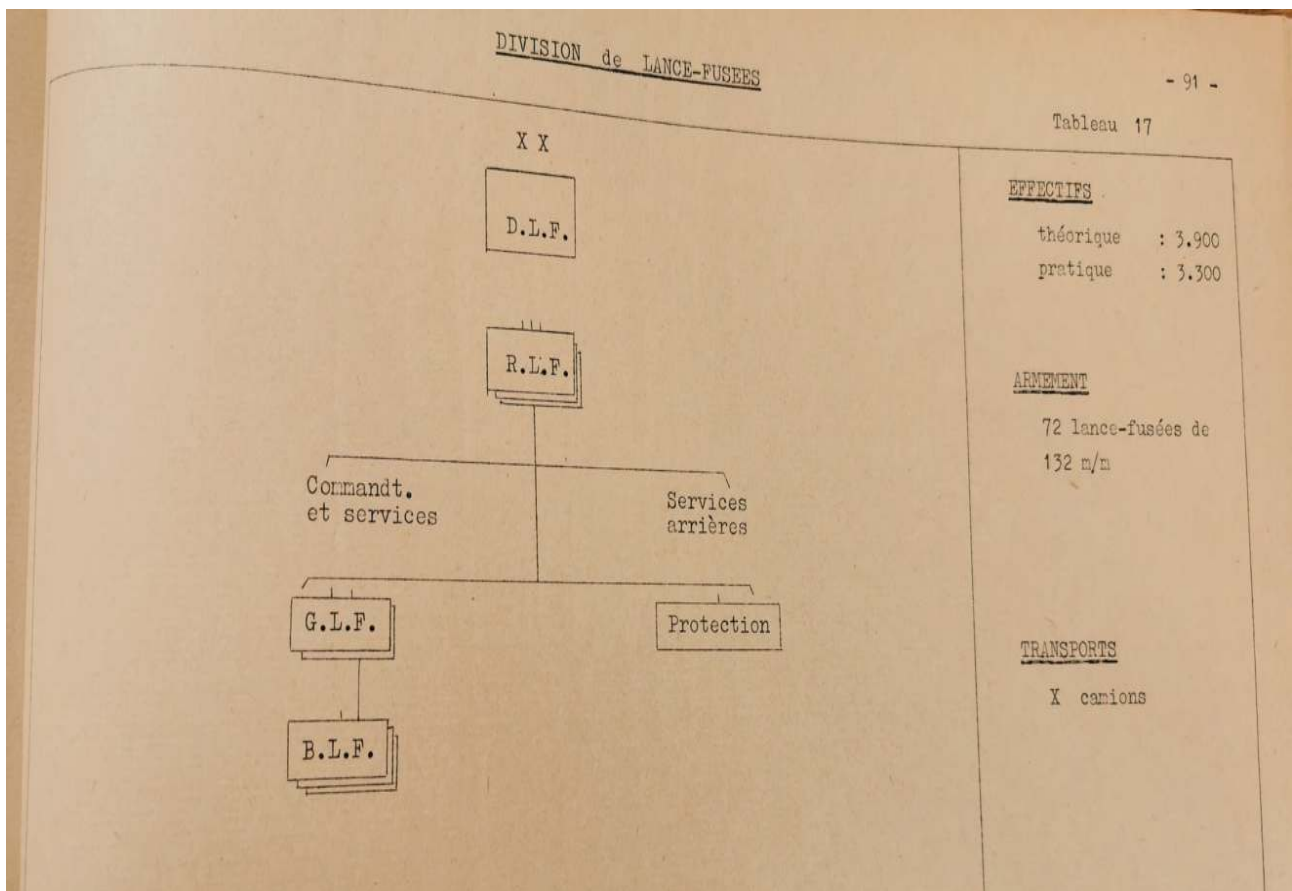 DIVISION de LANCE-FUSEES
- 91 -
Tableau 17
X X
D.L.F.
R.L.F.
Commandt.
et services
Services
arrières
G.L.F.
Protection
B.L.F.
EFFECTIFS
théorique : 3.900
pratique : 3.300
ARMEMENT
72 lance-fusées de
132 m/m
TRANSPORTS
X camions